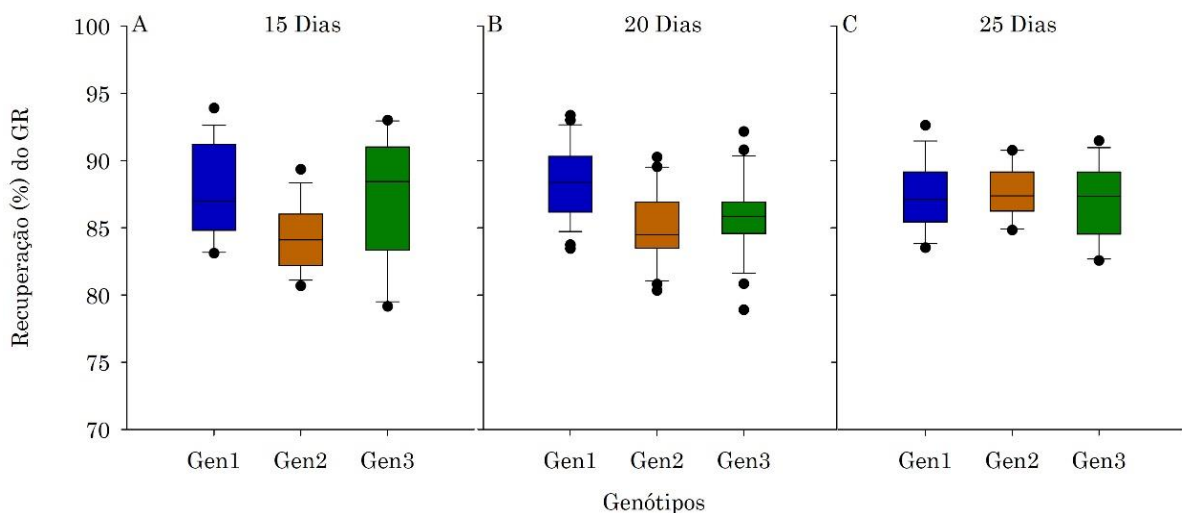 A 15 Dias
B 20 Dias
C 25 Dias
100
95
90
85
80
75
70
Recuperação (%) do GR
Gen1 Gen2 Gen3
Gen1 Gen2 Gen3
Gen1 Gen2 Gen3
Genótipos